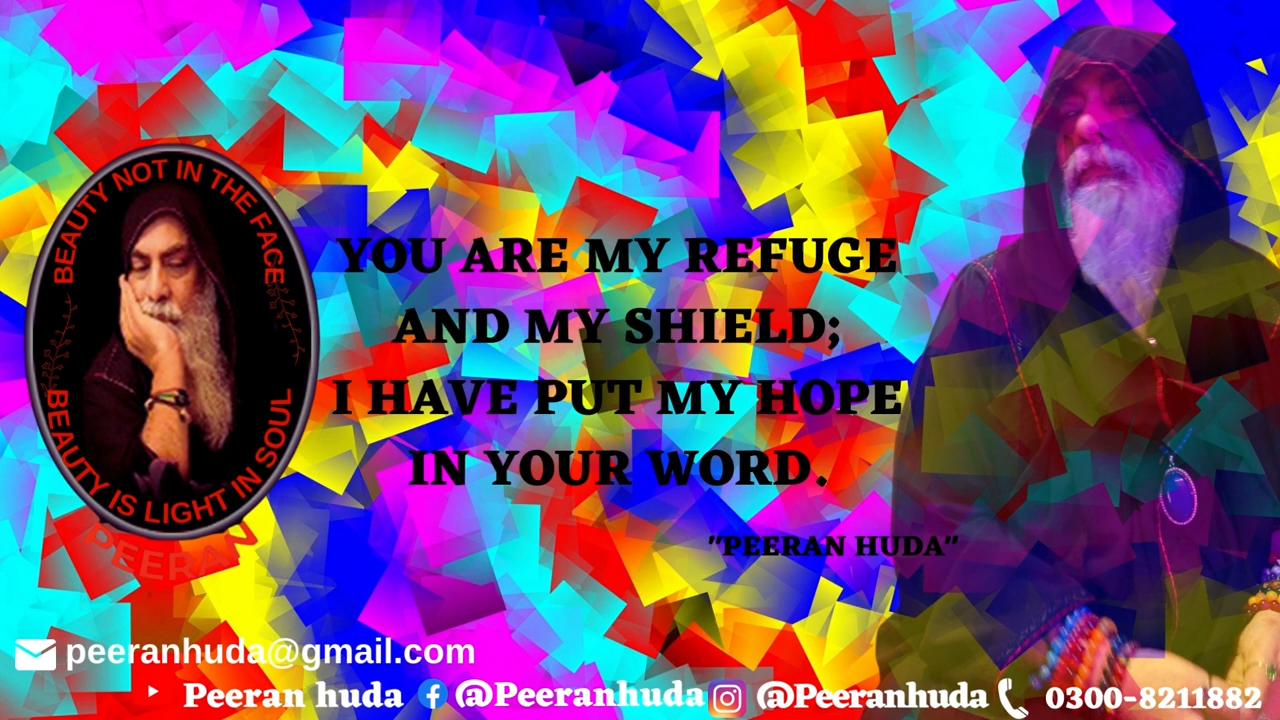 BEAUTY NOT IN THE FACE
BEAUTY IS LIGHT IN SOUL
PEERAN
YOU ARE MY REFUGE
AND MY SHIELD;
I HAVE PUT MY HOPE
IN YOUR WORD.
"PEERAN HUDA"
peeranhuda@gmail.com
Peeran huda @Peeranhuda @Peeranhuda 0300-8211882